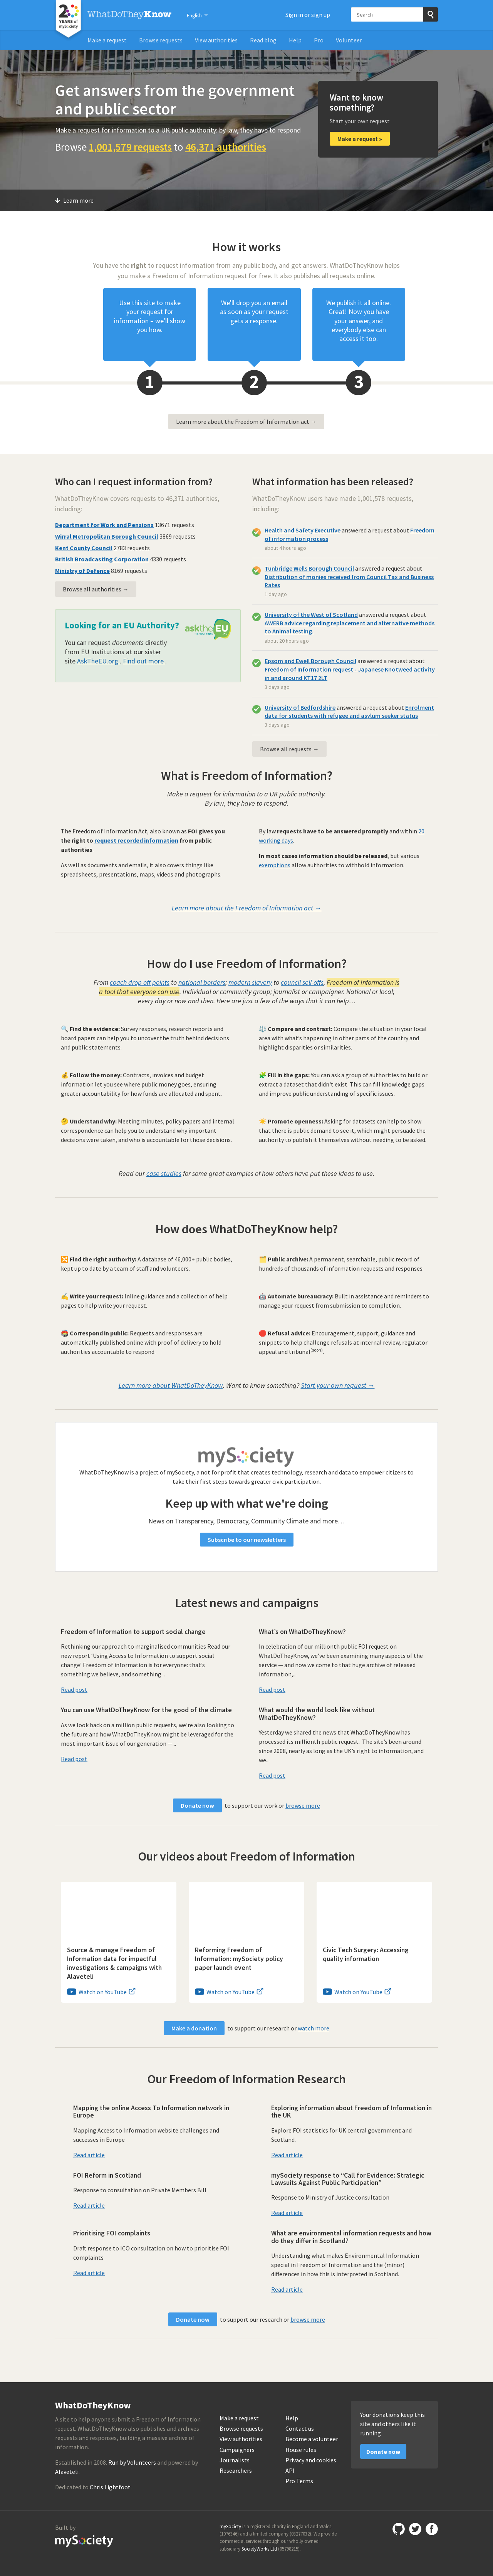 20 YEARS of mySociety
WhatDoTheyKnow
English
Sign in or sign up
Search
Make a request
Browse requests
View authorities
Read blog
Help
Pro
Volunteer
Get answers from the government
and public sector
Make a request for information to a UK public authority: by law, they have to respond
Browse 1,001,579 requests to 46,371 authorities
Want to know
something?
Start your own request
Make a request »
Learn more
How it works
You have the right to request information from any public body, and get answers. WhatDoTheyKnow helps
you make a Freedom of Information request for free. It also publishes all requests online.
Use this site to make
your request for
information – we'll show
you how.
We'll drop you an email
as soon as your request
gets a response.
We publish it all online.
Great! Now you have
your answer, and
everybody else can
access it too.
1
2
3
Learn more about the Freedom of Information act →
Who can I request information from?
WhatDoTheyKnow covers requests to 46,371 authorities,
including:
Department for Work and Pensions 13671 requests
Wirral Metropolitan Borough Council 3869 requests
Kent County Council 2783 requests
British Broadcasting Corporation 4330 requests
Ministry of Defence 8169 requests
Browse all authorities →
Looking for an EU Authority?
You can request documents directly
from EU Institutions at our sister
site AskTheEU.org . Find out more .
ask the EU
What information has been released?
WhatDoTheyKnow users have made 1,001,578 requests,
including:
Health and Safety Executive answered a request about Freedom
of information process
about 4 hours ago
Tunbridge Wells Borough Council answered a request about
Distribution of monies received from Council Tax and Business
Rates
1 day ago
University of the West of Scotland answered a request about
AWERB advice regarding replacement and alternative methods
to Animal testing.
about 10 hours ago
Epsom and Ewell Borough Council answered a request about
Freedom of Information request - Japanese Knotweed activity
in and around KT17 2LT
3 days ago
University of Bedfordshire answered a request about Enrolment
data for students with refugee and asylum seeker status
3 days ago
Browse all requests →
What is Freedom of Information?
Make a request for information to a UK public authority.
By law, they have to respond.
The Freedom of Information Act, also known as FOI gives you
the right to request recorded information from public
authorities.
As well as documents and emails, it also covers things like
spreadsheets, presentations, maps, videos and photographs.
By law requests have to be answered promptly and within 20
working days.
In most cases information should be released, but various
exemptions allow authorities to withhold information.
Learn more about the Freedom of Information act →
How do I use Freedom of Information?
From coach drop off points to national borders; modern slavery to council sell-offs, Freedom of Information is
a tool that everyone can use. Individual or community group; journalist or campaigner. National or local;
every day or now and then. Here are just a few of the ways that it can help…
Find the evidence: Survey responses, research reports and
board papers can help you to uncover the truth behind decisions
and public statements.
Compare and contrast: Compare the situation in your local
area with what's happening in other parts of the country and
highlight disparities or similarities.
Follow the money: Contracts, invoices and budget
information let you see where public money goes, ensuring
greater accountability for how funds are allocated and spent.
Fill in the gaps: You can ask a group of authorities to build or
extract a dataset that didn't exist. This can fill knowledge gaps
and improve public understanding of specific issues.
Understand why: Meeting minutes, policy papers and internal
correspondence can help you to understand why important
decisions were taken, and who is accountable for those decisions.
Promote openness: Asking for datasets can help to show
that there is public demand to see it, which might persuade the
authority to publish it themselves without needing to be asked.
Read our case studies for some great examples of how others have put these ideas to use.
How does WhatDoTheyKnow help?
Find the right authority: A database of 46,000+ public bodies,
kept up to date by a team of staff and volunteers.
Public archive: A permanent, searchable, public record of
hundreds of thousands of information requests and responses.
Write your request: Inline guidance and a collection of help
pages to help write your request.
Automate bureaucracy: Built in assistance and reminders to
manage your request from submission to completion.
Correspond in public: Requests and responses are
automatically published online with proof of delivery to hold
authorities accountable to respond.
Refusal advice: Encouragement, support, guidance and
snippets to help challenge refusals at internal review, regulator
appeal and tribunal (soon).
Learn more about WhatDoTheyKnow. Want to know something? Start your own request →
mySociety
WhatDoTheyKnow is a project of mySociety, a not for profit that creates technology, research and data to empower citizens to
take their first steps towards greater civic participation.
Keep up with what we're doing
News on Transparency, Democracy, Community Climate and more…
Subscribe to our newsletters
Latest news and campaigns
Freedom of Information to support social change
Rethinking our approach to marginalised communities Read our
new report ‘Using Access to Information to support social
change’ Freedom of information is for everyone: that's
something we believe, and something...
Read post
What's on WhatDoTheyKnow?
In celebration of our millionth public FOI request on
WhatDoTheyKnow, we've been examining many aspects of the
service — and now we come to that huge archive of released
information,...
Read post
You can use WhatDoTheyKnow for the good of the climate
As we look back on a million public requests, we're also looking to
the future and how WhatDoTheyKnow might be leveraged for the
most important issue of our generation —...
Read post
What would the world look like without
WhatDoTheyKnow?
Yesterday we shared the news that WhatDoTheyKnow has
processed its millionth public request. The site's been around
since 2008, nearly as long as the UK's right to information, and
we...
Read post
Donate now to support our work or browse more
Our videos about Freedom of Information
Source & manage Freedom of
Information data for impactful
investigations & campaigns with
Alaveteli
Watch on YouTube
Reforming Freedom of
Information: mySociety policy
paper launch event
Watch on YouTube
Civic Tech Surgery: Accessing
quality information
Watch on YouTube
Make a donation to support our research or watch more
Our Freedom of Information Research
Mapping the online Access To Information network in
Europe
Mapping Access to Information website challenges and
successes in Europe
Read article
Exploring information about Freedom of Information in
the UK
Explore FOI statistics for UK central government and
Scotland.
Read article
FOI Reform in Scotland
Response to consultation on Private Members Bill
Read article
mySociety response to “Call for Evidence: Strategic
Lawsuits Against Public Participation”
Response to Ministry of Justice consultation
Read article
Prioritising FOI complaints
Draft response to ICO consultation on how to prioritise FOI
complaints
Read article
What are environmental information requests and how
do they differ in Scotland?
Understanding what makes Environmental Information
special in Freedom of Information and the (minor)
differences in how this is interpreted in Scotland.
Read article
Donate now to support our research or browse more
WhatDoTheyKnow
A site to help anyone submit a Freedom of Information
request. WhatDoTheyKnow also publishes and archives
requests and responses, building a massive archive of
information.
Established in 2008. Run by Volunteers and powered by
Alaveteli.
Dedicated to Chris Lightfoot.
Make a request
Browse requests
View authorities
Campaigners
Journalists
Researchers
Help
Contact us
Become a volunteer
House rules
Privacy and cookies
API
Pro Terms
Your donations keep this
site and others like it
running
Donate now
Built by
mySociety
mySociety is a registered charity in England and Wales
(1076346) and a limited company (03277032). We provide
commercial services through our wholly owned
subsidiary SocietyWorks Ltd (05798215).